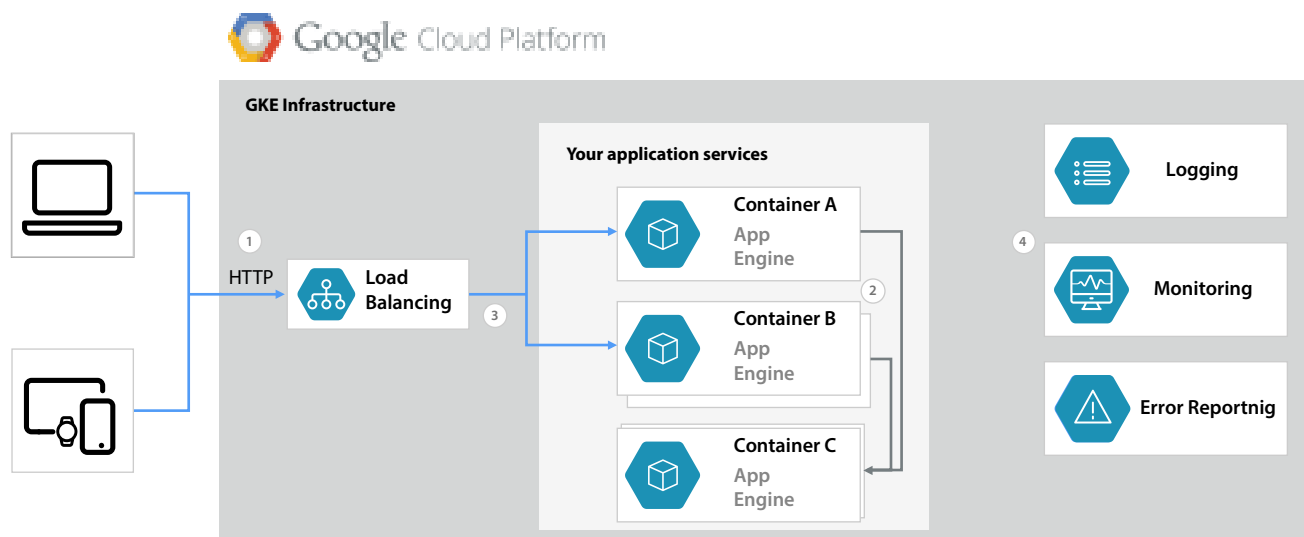 Google Cloud Platform
GKE Infrastructure
Your application services
1
HTTP
Load
Balancing
3
Container A
App
Engine
2
Container B
App
Engine
Container C
App
Engine
4
Logging
Monitoring
Error Reportnig